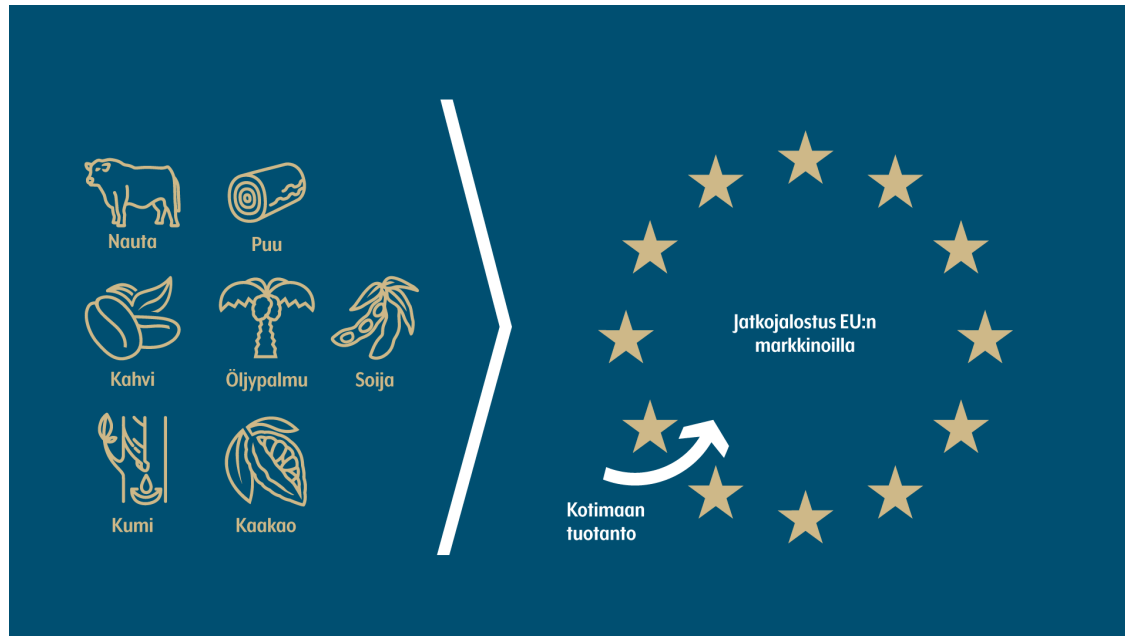 Nauta
Puu
Kahvi
Öljypalmu
Soija
Kumi
Kaakao
Jatkojalostus EU:n
markkinoilla
Kotimaan
tuotanto